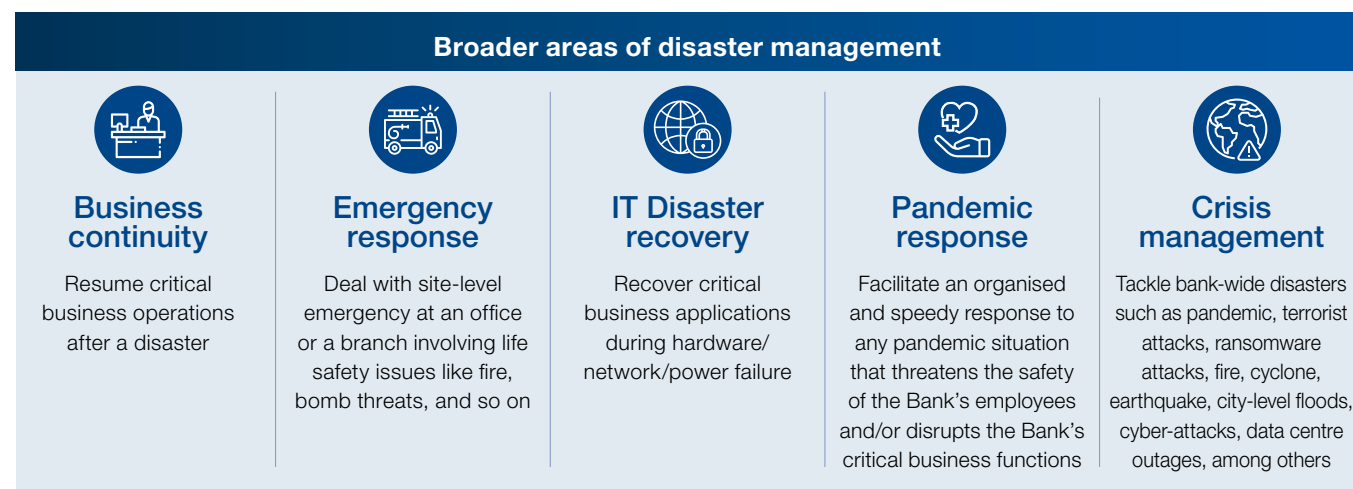 Broader areas of disaster management
Business
continuity
Resume critical
business operations
after a disaster
Emergency
response
Deal with site-level
emergency at an office
or a branch involving life
safety issues like fire,
bomb threats, and so on
IT Disaster
recovery
Recover critical
business applications
during hardware/
network/power failure
Pandemic
response
Facilitate an organised
and speedy response to
any pandemic situation
that threatens the safety
of the Bank's employees
and/or disrupts the Bank's
critical business functions
Crisis
management
Tackle bank-wide disasters
such as pandemic, terrorist
attacks, ransomware
attacks, fire, cyclone,
earthquake, city-level floods,
cyber-attacks, data centre
outages, among others